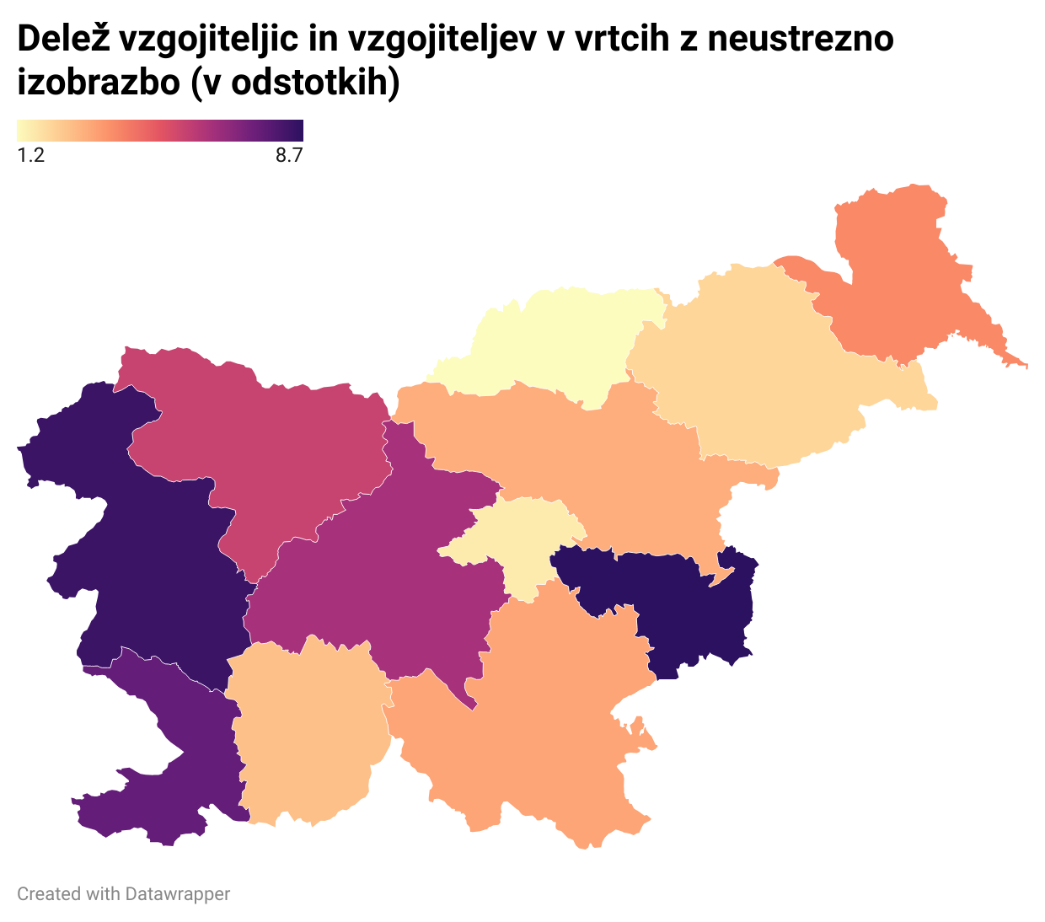 Delež vzgojiteljic in vzgojiteljev v vrtcih z neustrezno
izobrazbo (v odstotkih)
1.2 8.7
Created with Datawrapper